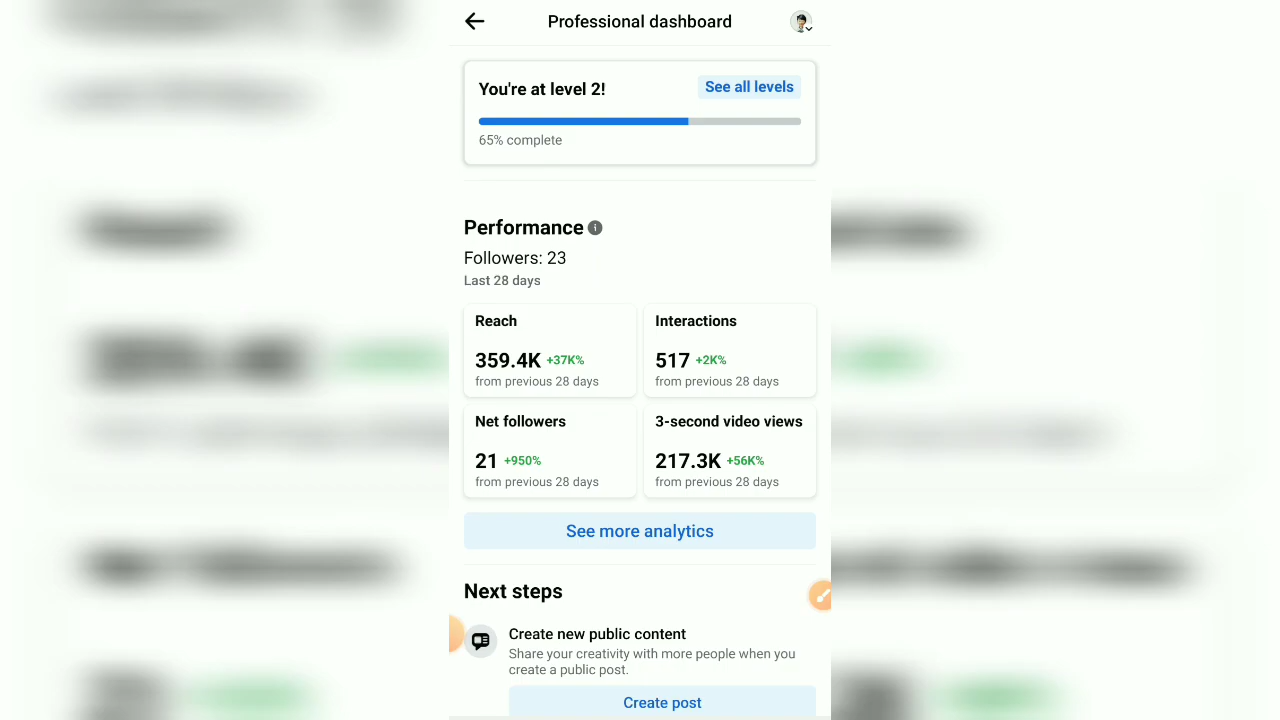 Professional dashboard
You're at level 2!
See all levels
65% complete
Performance
Followers: 23
Last 28 days
Reach
359.4K +37K%
from previous 28 days
Interactions
517 +2K%
from previous 28 days
Net followers
21 +950%
from previous 28 days
3-second video views
217.3K +56K%
from previous 28 days
See more analytics
Next steps
Create new public content
Share your creativity with more people when you
create a public post.
Create post